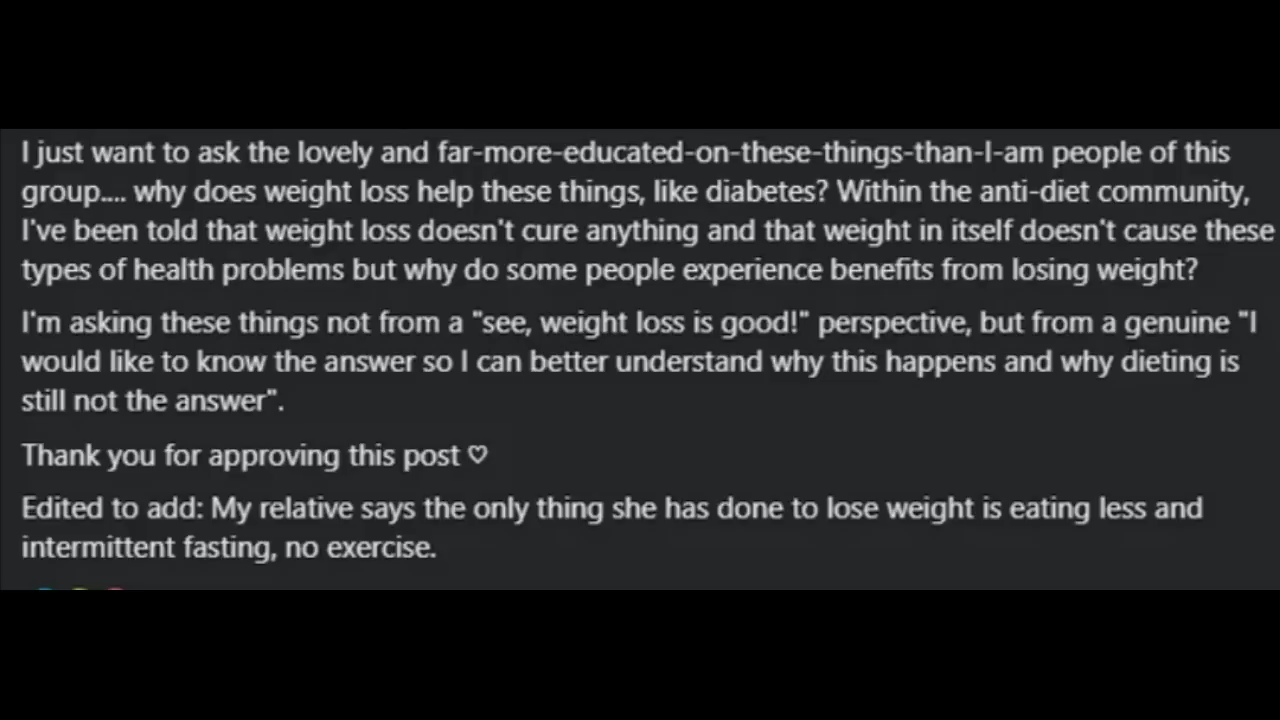 I just want to ask the lovely and far-more-educated-on-these-things-than-I-am people of this
group.... why does weight loss help these things, like diabetes? Within the anti-diet community,
I've been told that weight loss doesn't cure anything and that weight in itself doesn't cause these
types of health problems but why do some people experience benefits from losing weight?
I'm asking these things not from a "see, weight loss is good!" perspective, but from a genuine "I
would like to know the answer so I can better understand why this happens and why dieting is
still not the answer".
Thank you for approving this post ♡
Edited to add: My relative says the only thing she has done to lose weight is eating less and
intermittent fasting, no exercise.